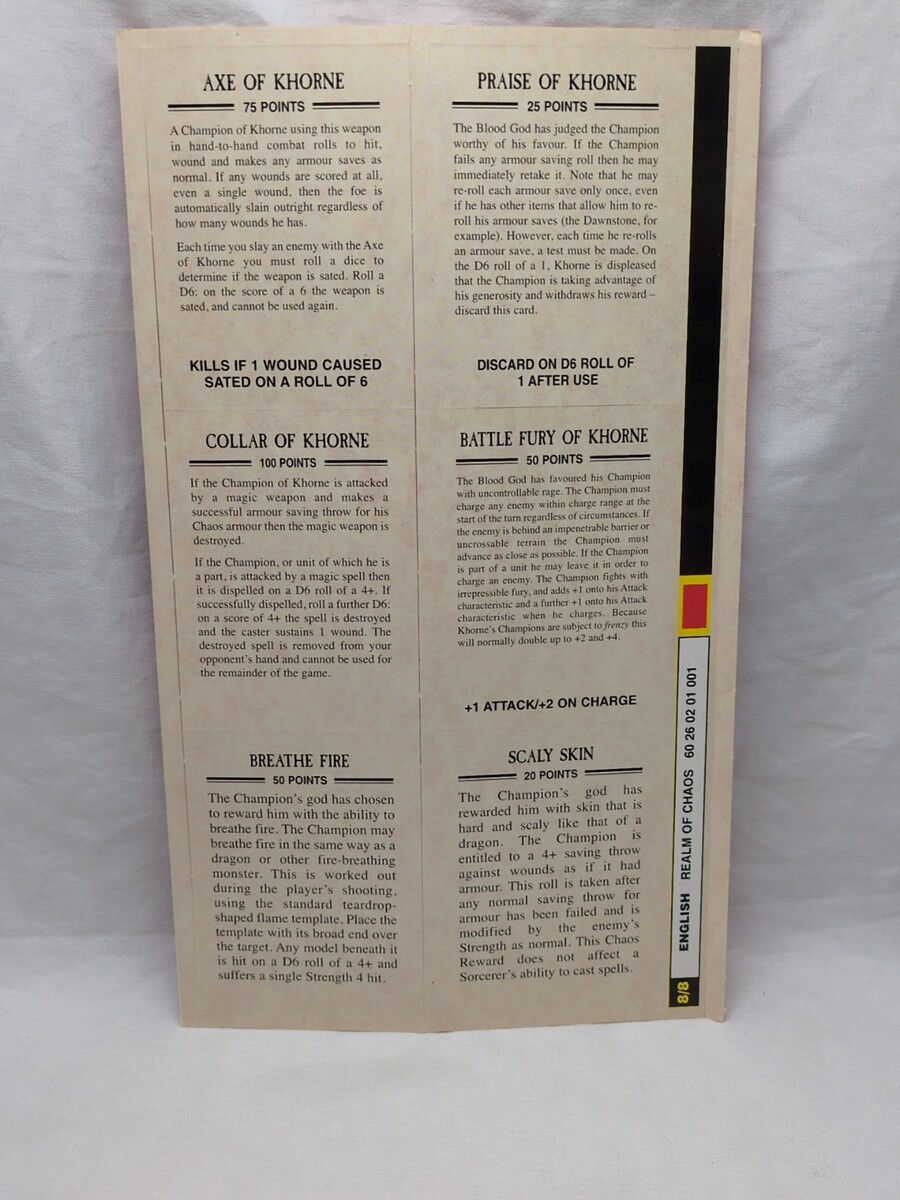 AXE OF KHORNE
75 POINTS
A Champion of Khorne using this weapon
in hand-to-hand combat rolls to hit,
wound and makes any armour saves as
normal. If any wounds are scored at all,
even a single wound, then the foe is
automatically slain outright regardless of
how many wounds he has.
Each time you slay an enemy with the Axe
of Khorne you must roll a dice to
determine if the weapon is sated. Roll a
D6: on the score of a 6 the weapon is
sated, and cannot be used again.
KILLS IF 1 WOUND CAUSED
SATED ON A ROLL OF 6
PRAISE OF KHORNE
25 POINTS
The Blood God has judged the Champion
worthy of his favour. If the Champion
fails any armour saving roll then he may
immediately retake it. Note that he may
re-roll each armour save only once, even
if he has other items that allow him to re-
roll his armour saves (the Dawnstone, for
example). However, each time he re-rolls
an armour save, a test must be made. On
the D6 roll of a 1, Khorne is displeased
that the Champion is taking advantage of
his generosity and withdraws his reward –
discard this card.
DISCARD ON D6 ROLL OF
1 AFTER USE
COLLAR OF KHORNE
100 POINTS
If the Champion of Khorne is attacked
by a magic weapon and makes a
successful armour saving throw for his
Chaos armour then the magic weapon is
destroyed.
If the Champion, or unit of which he is
a part, is attacked by a magic spell then
it is dispelled on a D6 roll of a 4+. If
successfully dispelled, roll a further D6:
on a score of 4+ the spell is destroyed
and the caster sustains 1 wound. The
destroyed spell is removed from your
opponent's hand and cannot be used for
the remainder of the game.
BATTLE FURY OF KHORNE
50 POINTS
The Blood God has favoured his Champion
with uncontrollable rage. The Champion must
charge any enemy within charge range at the
start of the turn regardless of circumstances. If
the enemy is behind an impenetrable barrier or
uncrossable terrain the Champion must
advance as close as possible. If the Champion
is part of a unit he may leave it in order to
charge an enemy. The Champion fights with
irrepressible fury, and adds +1 onto his Attack
characteristic and a further +1 onto his Attack
characteristic when he charges. Because
Khorne's Champions are subject to frenzy this
will normally double up to +2 and +4.
+1 ATTACK/+2 ON CHARGE
BREATHE FIRE
50 POINTS
The Champion's god has chosen
to reward him with the ability to
breathe fire. The Champion may
breathe fire in the same way as a
dragon or other fire-breathing
monster. This is worked out
during the player's shooting,
using the standard teardrop-
shaped flame template. Place the
template with its broad end over
the target. Any model beneath it
is hit on a D6 roll of a 4+ and
suffers a single Strength 4 hit.
SCALY SKIN
20 POINTS
The Champion's god has
rewarded him with skin that is
hard and scaly like that of a
dragon. The Champion is
entitled to a 4+ saving throw
against wounds as if it had
armour. This roll is taken after
any normal saving throw for
armour has been failed and is
modified by the enemy's
Strength as normal. This Chaos
Reward does not affect a
Sorcerer's ability to cast spells.
8/8 ENGLISH REALM OF CHAOS 60 26 02 01 001